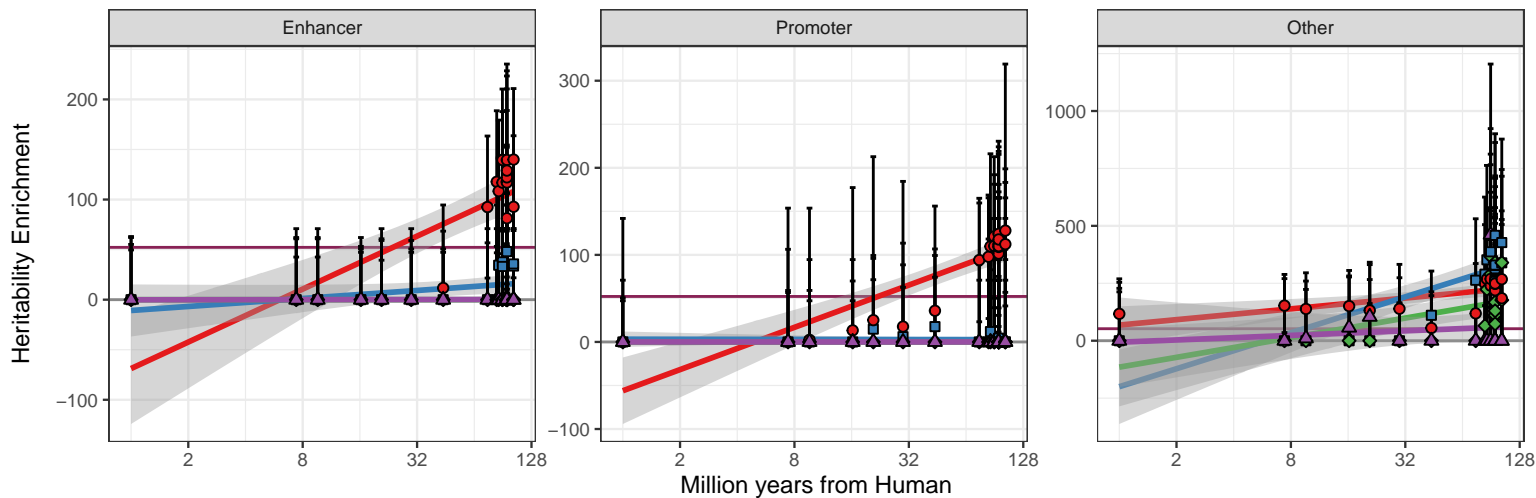 Enhancer
Promoter
Other
Heritability Enrichment
200
100
0
−100
300
200
100
0
−100
1000
500
0
2 8 32 128
2 8 32 128
2 8 32 128
Million years from Human